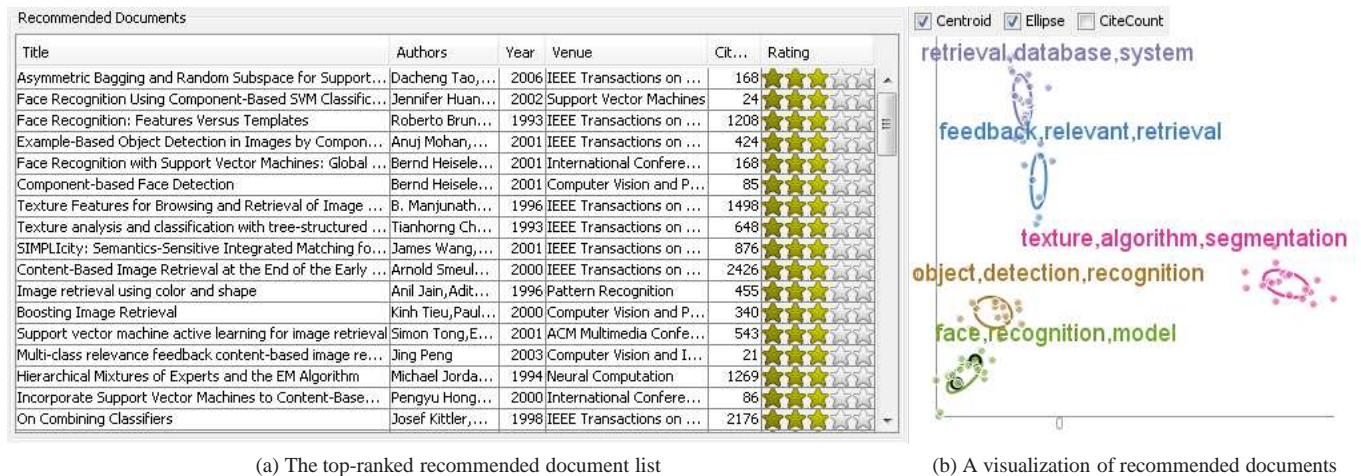 Recommended Documents
Title Authors Year Venue Cit... Rating
Asymmetric Bagging and Random Subspace for Support... Dacheng Tao,... 2006 IEEE Transactions on ... 168
Face Recognition Using Component-Based SVM Classific... Jennifer Huan... 2002 Support Vector Machines 24
Face Recognition: Features Versus Templates Roberto Brun... 1993 IEEE Transactions on ... 1208
Example-Based Object Detection in Images by Compon... Anuj Mohan,... 2001 IEEE Transactions on ... 424
Face Recognition with Support Vector Machines: Global ... Bernd Heisele... 2001 International Confere... 168
Component-based Face Detection Bernd Heisele... 2001 Computer Vision and P... 85
Texture Features for Browsing and Retrieval of Image ... B. Manjunath... 1996 IEEE Transactions on ... 1498
Texture analysis and classification with tree-structured ... Tianhorng Ch... 1993 IEEE Transactions on ... 648
SIMPLIcity: Semantics-Sensitive Integrated Matching fo... James Wang,... 2001 IEEE Transactions on ... 876
Content-Based Image Retrieval at the End of the Early ... Arnold Smeul... 2000 IEEE Transactions on ... 2426
Image retrieval using color and shape Anil Jain,Adit... 1996 Pattern Recognition 455
Boosting Image Retrieval Kinh Tieu,Paul... 2000 Computer Vision and P... 340
Support vector machine active learning for image retrieval Simon Tong,E... 2001 ACM Multimedia Confe... 543
Multi-class relevance feedback content-based image re... Jing Peng 2003 Computer Vision and I... 21
Hierarchical Mixtures of Experts and the EM Algorithm Michael Jorda... 1994 Neural Computation 1269
Incorporate Support Vector Machines to Content-Base... Pengyu Hong... 2000 International Confere... 86
On Combining Classifiers Josef Kittler,... 1998 IEEE Transactions on ... 2176
(a) The top-ranked recommended document list
Centroid Ellipse CiteCount
retrieval,database,system
feedback,relevant,retrieval
texture,algorithm,segmentation
object,detection,recognition
face,recognition,model
0
(b) A visualization of recommended documents